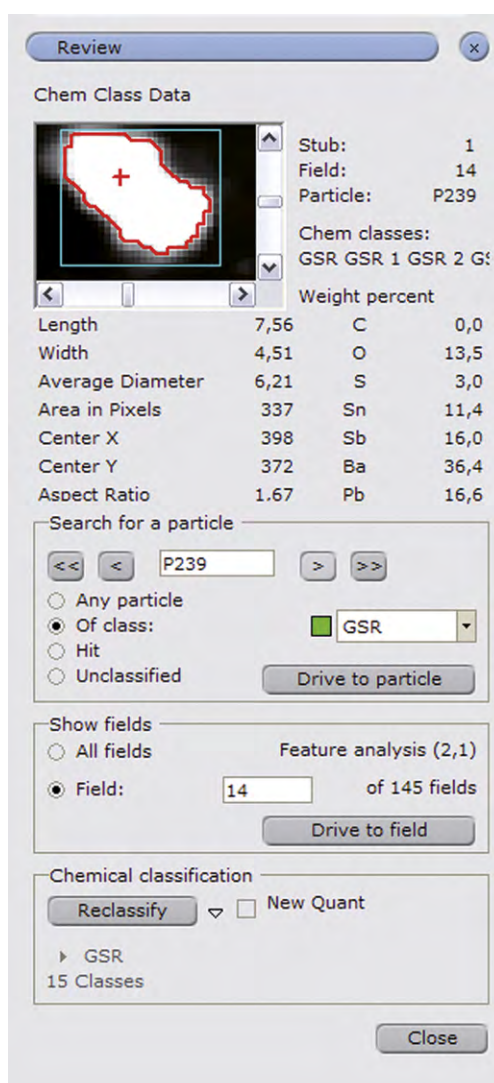 Review
Chem Class Data
Stub: 1
Field: 14
Particle: P239
Chem classes:
GSR GSR 1 GSR 2
Weight percent
Length 7,56 C 0,0
Width 4,51 O 13,5
Average Diameter 6,21 S 3,0
Area in Pixels 337 Sn 11,4
Center X 398 Sb 16,0
Center Y 372 Ba 36,4
Aspect Ratio 1.67 Pb 16,6
Search for a particle
<< < P239 > >>
Any particle
Of class: GSR
Hit
Unclassified Drive to particle
Show fields
All fields Feature analysis (2,1)
Field: 14 of 145 fields
Drive to field
Chemical classification
Reclassify New Quant
GSR
15 Classes
Close